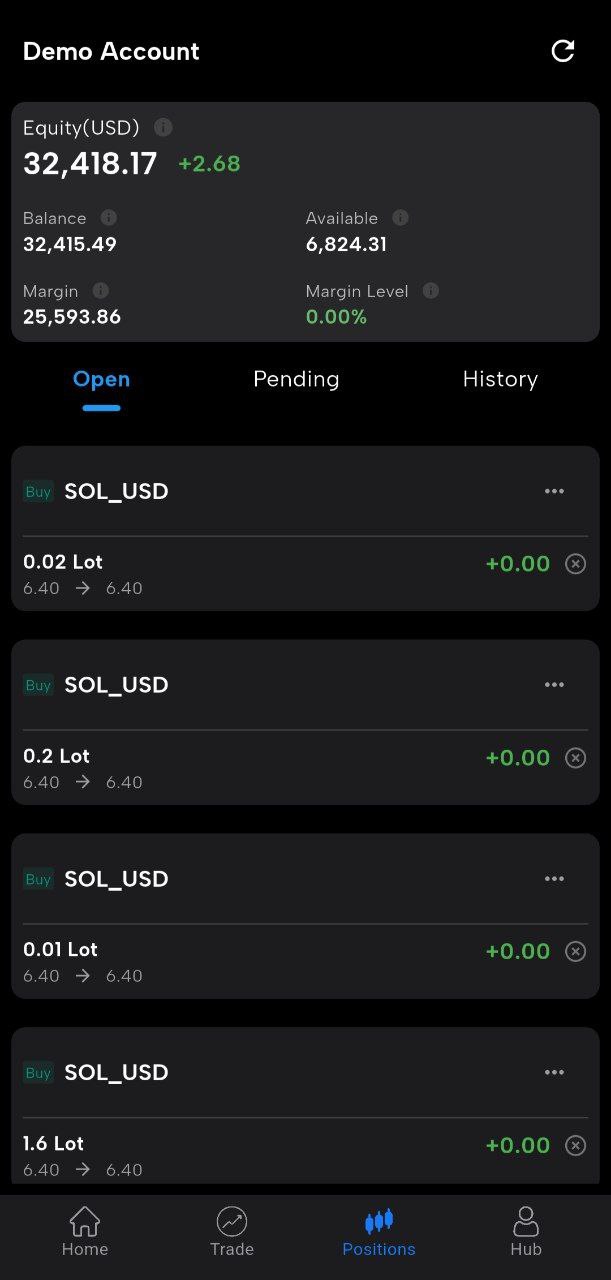 Demo Account
Equity(USD)
32,418.17 +2.68
Balance Available
32,415.49 6,824.31
Margin Margin Level
25,593.86 0.00%
Open Pending History
Buy SOL_USD
0.02 Lot +0.00
6.40 → 6.40
Buy SOL_USD
0.2 Lot +0.00
6.40 → 6.40
Buy SOL_USD
0.01 Lot +0.00
6.40 → 6.40
Buy SOL_USD
1.6 Lot +0.00
6.40 → 6.40
Home Trade Positions Hub